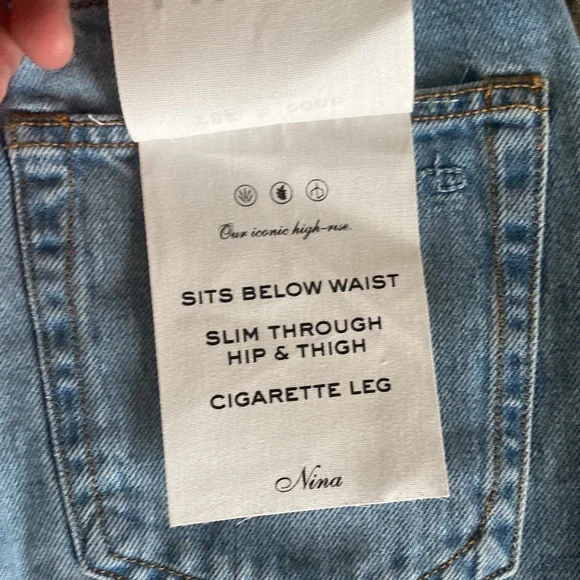 Our iconic high-rise.
SITS BELOW WAIST
SLIM THROUGH
HIP & THIGH
CIGARETTE LEG
Nina